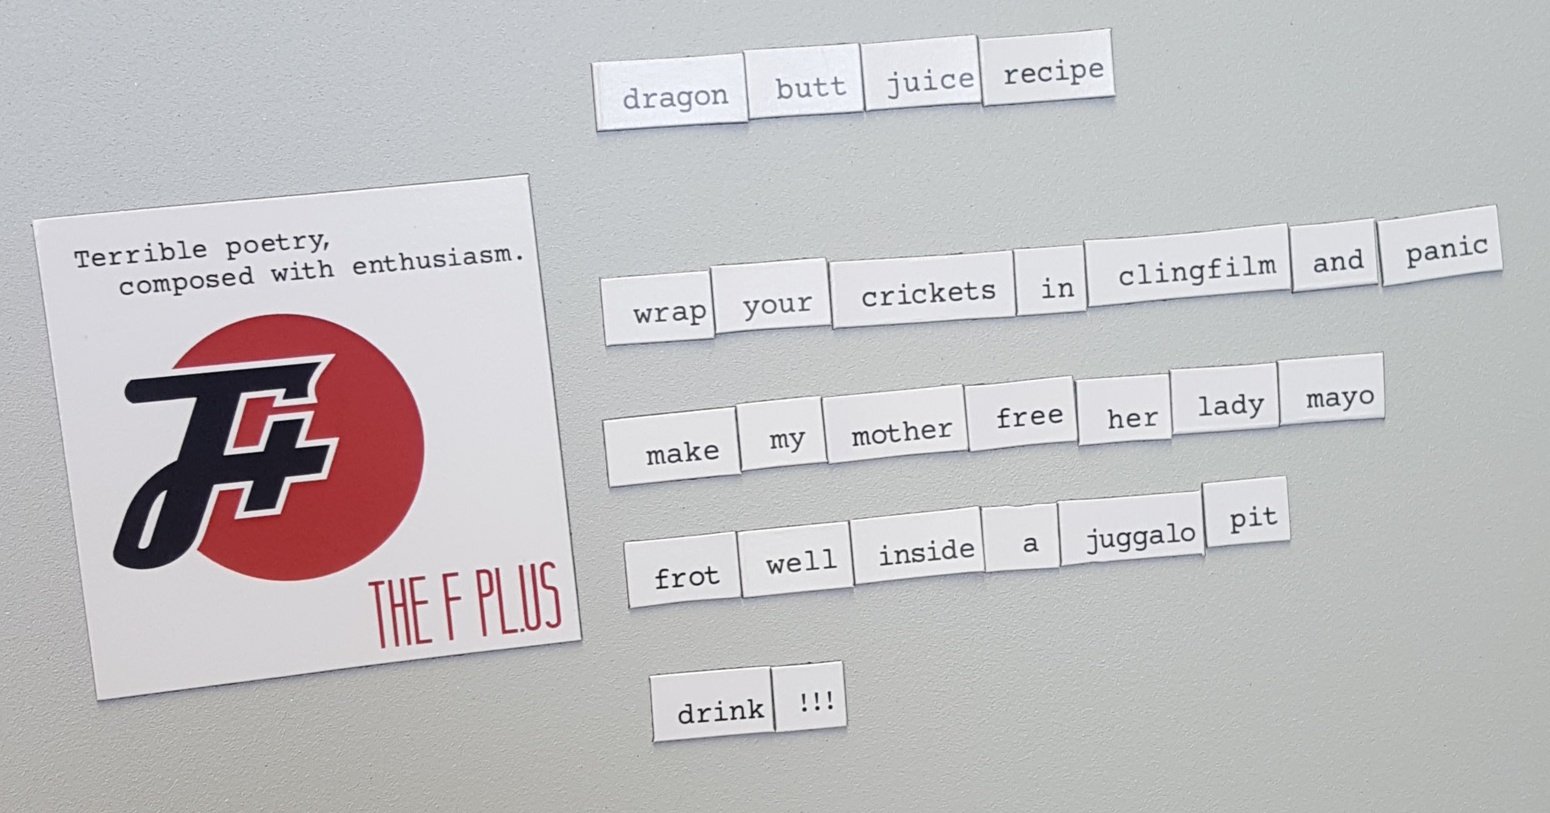 dragon butt juice recipe
Terrible poetry,
composed with enthusiasm.
F+
THE F PLUS
wrap your crickets in clingfilm and panic
make my mother free her lady mayo
frot well inside a juggalo pit
drink !!!